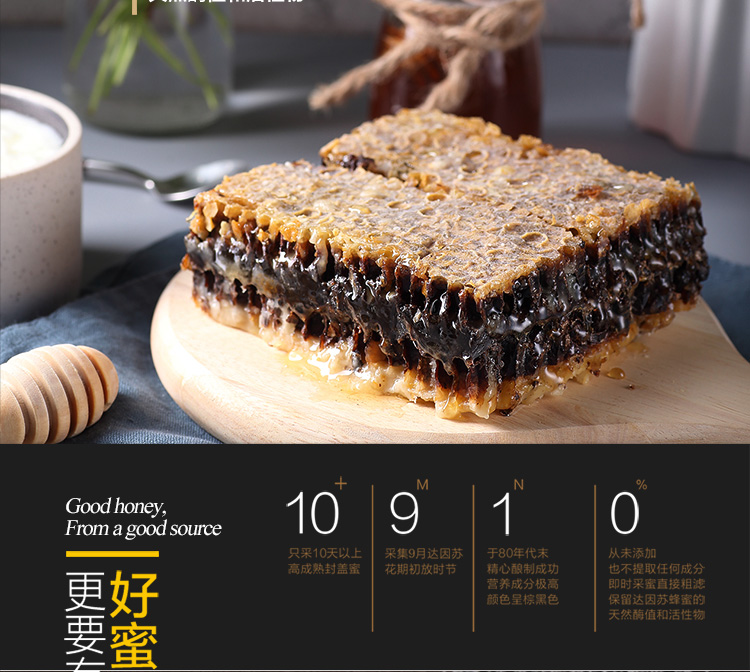 Good honey,
From a good source
好蜜
更要
10+
只采10天以上
高成熟封盖蜜
9M
采集9月达因苏
花期初放时节
1N
于80年代末
精心酿制成功
营养成分极高
颜色呈棕黑色
0%
从未添加
也不提取任何成分
即时采蜜直接粗滤
保留达因苏蜂蜜的
天然酶值和活性物